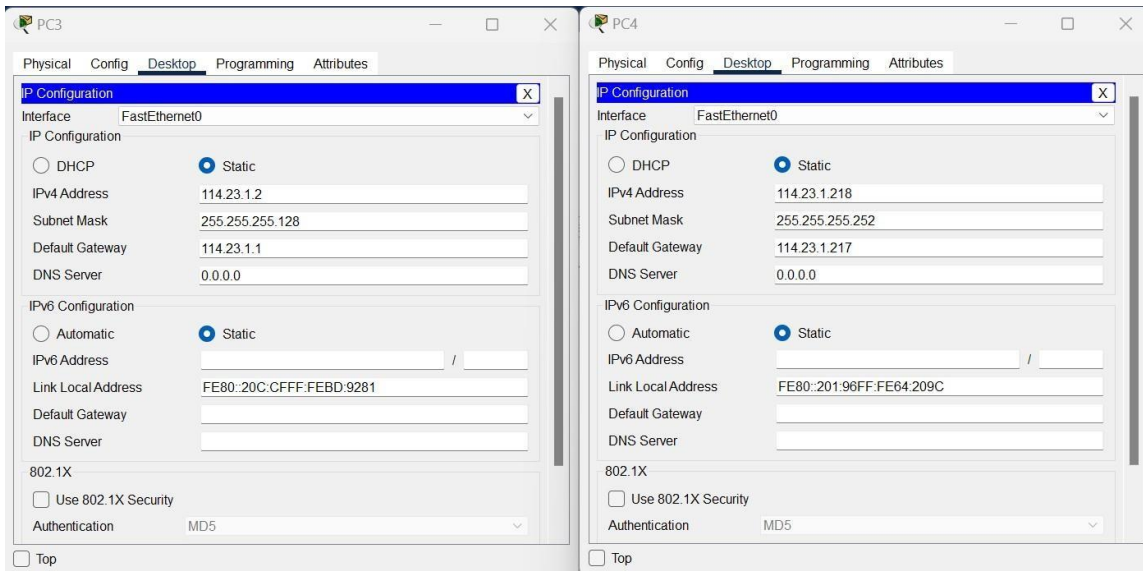 PC3
Physical Config Desktop Programming Attributes
IP Configuration X
Interface FastEthernet0
IP Configuration
DHCP Static
IPv4 Address 114.23.1.2
Subnet Mask 255.255.255.128
Default Gateway 114.23.1.1
DNS Server 0.0.0.0
IPv6 Configuration
Automatic Static
IPv6 Address /
Link Local Address FE80::20C:CFFF:FEBD:9281
Default Gateway
DNS Server
802.1X
Use 802.1X Security
Authentication MD5
Top
PC4
Physical Config Desktop Programming Attributes
IP Configuration X
Interface FastEthernet0
IP Configuration
DHCP Static
IPv4 Address 114.23.1.218
Subnet Mask 255.255.255.252
Default Gateway 114.23.1.217
DNS Server 0.0.0.0
IPv6 Configuration
Automatic Static
IPv6 Address /
Link Local Address FE80::201:96FF:FE64:209C
Default Gateway
DNS Server
802.1X
Use 802.1X Security
Authentication MD5
Top